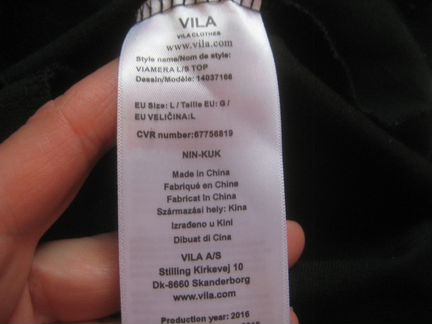 VILA
VILA CLOTHES
www.vila.com
Style name/Nom de style:
VIAMERA L/S TOP
Dessin/Modèle: 14037166
EU Size: L / Taille EU: G /
EU VELIČINA:L
CVR number:67756819
NIN-KUK
Made in China
Fabriqué en Chine
Fabricat In China
Származási hely: Kina
Izrađeno u Kini
Dibuat di Cina
VILA A/S
Stilling Kirkevej 10
Dk-8660 Skanderborg
www.vila.com
Production year: 2016